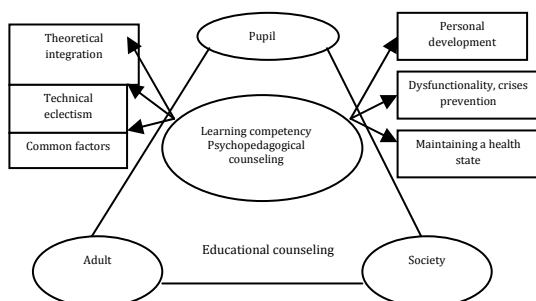 Theoretical
integration
Technical
eclectism
Common factors
Pupil
Personal
development
Dysfunctionality, crises
prevention
Maintaining a health
state
Learning competency
Psychopedagogical
counseling
Adult
Educational counseling
Society